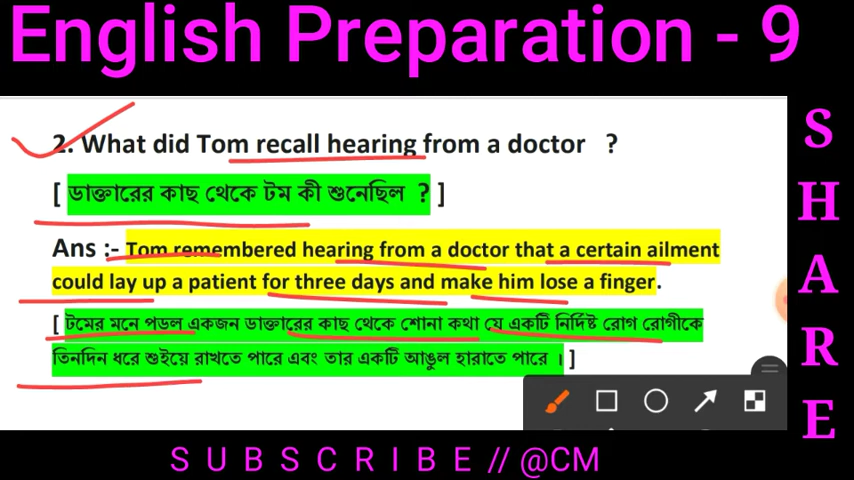 English Preparation - 9
2. What did Tom recall hearing from a doctor ?
[ ডাক্তারের কাছ থেকে টম কী শুনেছিল ? ]
Ans :- Tom remembered hearing from a doctor that a certain ailment
could lay up a patient for three days and make him lose a finger.
[ টমের মনে পড়ল একজন ডাক্তারের কাছ থেকে শোনা কথা যে একটি নির্দিষ্ট রোগ রোগীকে
তিনদিন ধরে শুইয়ে রাখতে পারে এবং তার একটি আঙুল হারাতে পারে । ]
SHARE
SUBSCRIBE // @CM